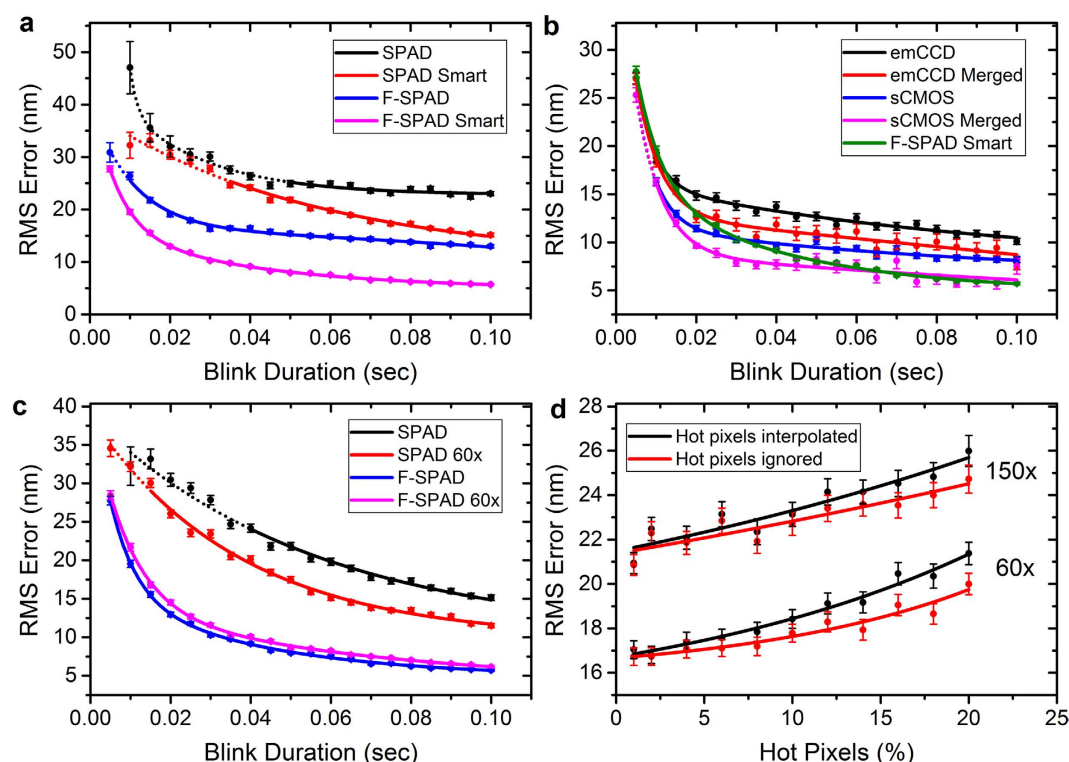 a
RMS Error (nm)
50
40
30
20
10
0
0.00 0.02 0.04 0.06 0.08 0.10
Blink Duration (sec)
SPAD
SPAD Smart
F-SPAD
F-SPAD Smart
b
RMS Error (nm)
30
25
20
15
10
5
0.00 0.02 0.04 0.06 0.08 0.10
Blink Duration (sec)
emCCD
emCCD Merged
sCMOS
sCMOS Merged
F-SPAD Smart
c
RMS Error (nm)
40
35
30
25
20
15
10
5
0.00 0.02 0.04 0.06 0.08 0.10
Blink Duration (sec)
SPAD
SPAD 60x
F-SPAD
F-SPAD 60x
d
RMS Error (nm)
28
26
24
22
20
18
16
0 5 10 15 20 25
Hot Pixels (%)
Hot pixels interpolated
Hot pixels ignored
150x
60x